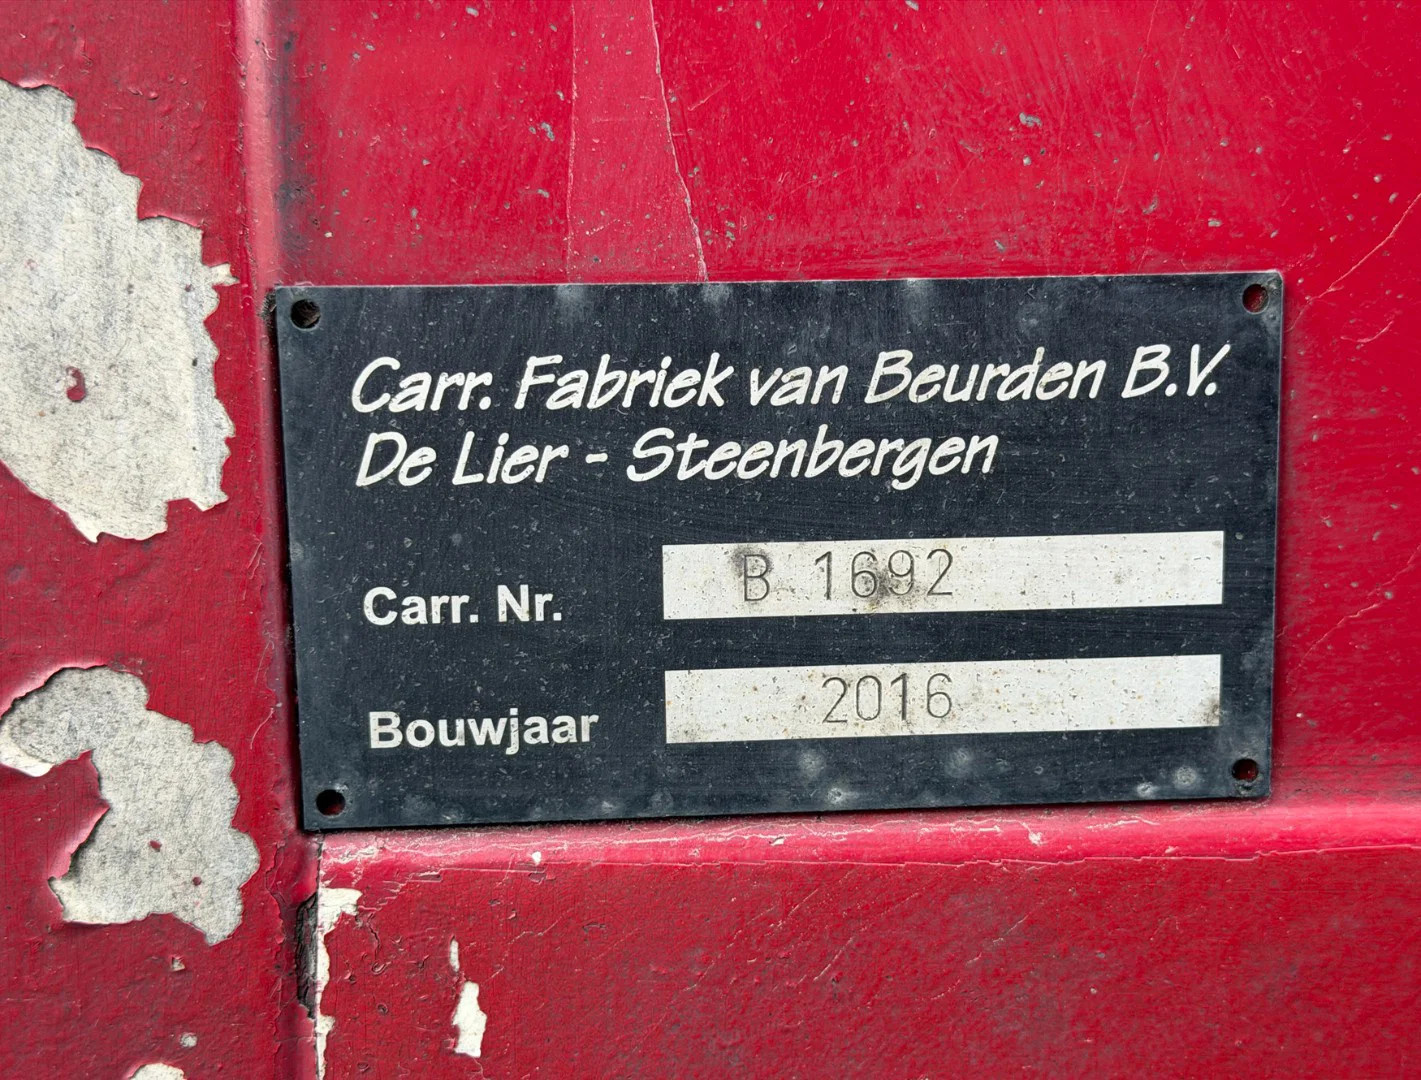 Carr. Fabriek van Beurden B.V.
De Lier - Steenbergen
Carr. Nr. B 1692
Bouwjaar 2016